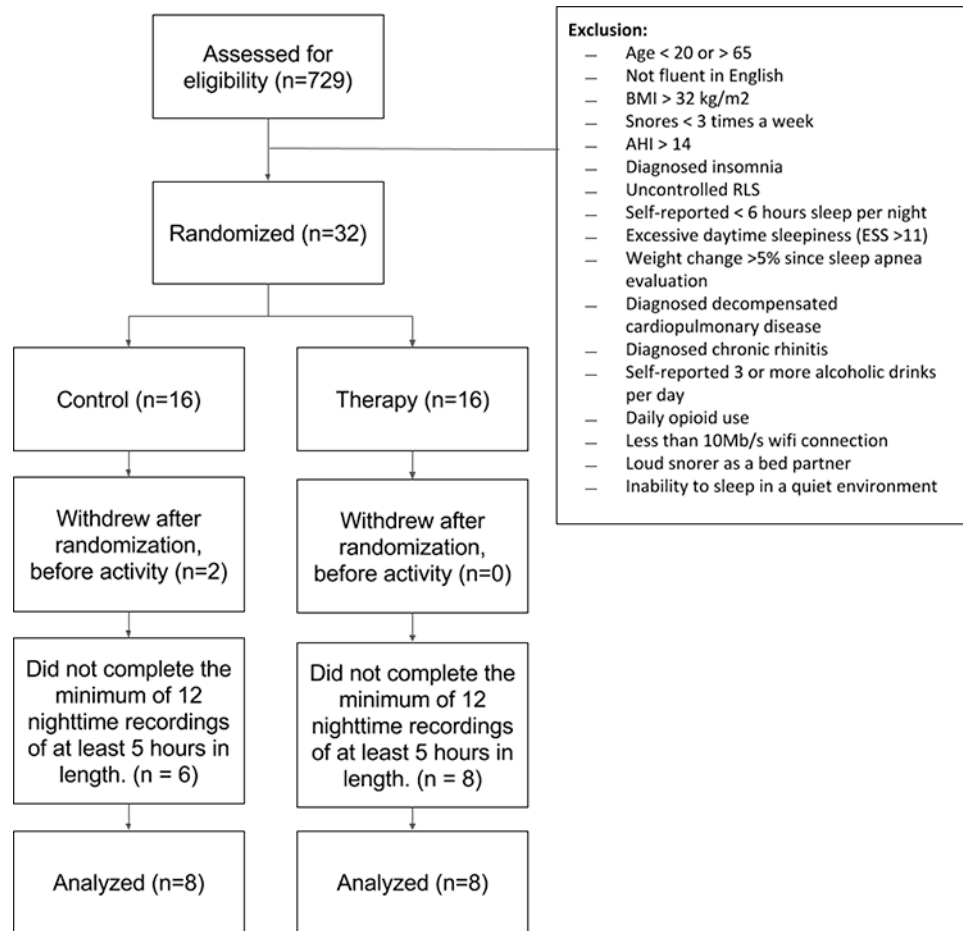 Assessed for
eligibility (n=729)
Exclusion:
— Age < 20 or > 65
— Not fluent in English
— BMI > 32 kg/m2
— Snores < 3 times a week
— AHI > 14
— Diagnosed insomnia
— Uncontrolled RLS
— Self-reported < 6 hours sleep per night
— Excessive daytime sleepiness (ESS >11)
— Weight change >5% since sleep apnea
evaluation
— Diagnosed decompensated
cardiopulmonary disease
— Diagnosed chronic rhinitis
— Self-reported 3 or more alcoholic drinks
per day
— Daily opioid use
— Less than 10Mb/s wifi connection
— Loud snorer as a bed partner
— Inability to sleep in a quiet environment
Randomized (n=32)
Control (n=16)
Therapy (n=16)
Withdrew after
randomization,
before activity (n=2)
Withdrew after
randomization,
before activity (n=0)
Did not complete the
minimum of 12
nighttime recordings
of at least 5 hours in
length. (n = 6)
Did not complete the
minimum of 12
nighttime recordings
of at least 5 hours in
length. (n = 8)
Analyzed (n=8)
Analyzed (n=8)